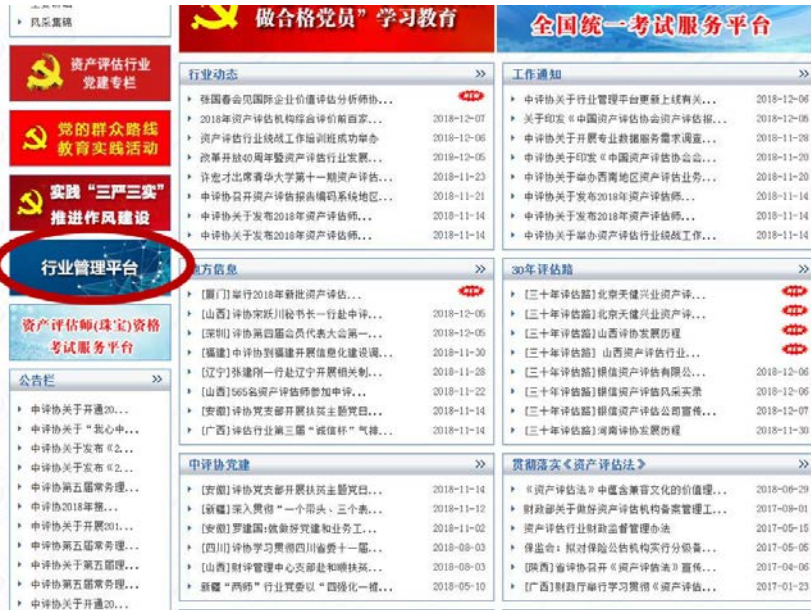 风采集锦
资产评估行业
党建专栏
党的群众路线
教育实践活动
实践“三严三实”
推进作风建设
行业管理平台
资产评估师(珠宝)资格
考试服务平台
公告栏 »
中评协关于开通20...
中评协关于“我心中...
中评协关于发布《2...
中评协关于发布《2...
中评协第五届常务理...
中评协2018年预...
中评协关于开展201...
中评协第五届常务理...
中评协关于第五届理...
中评协第五届常务理...
中评协关于开通20...
做合格党员”学习教育
行业动态 »
张国春会见国际企业价值评估分析师协... NEW
2018年资产评估机构综合评价前百家... 2018-12-07
资产评估行业统战工作培训班成功举办 2018-12-06
改革开放40周年暨资产评估行业发展... 2018-12-05
许宏才出席清华大学第十一期资产评估... 2018-11-23
中评协召开资产评估报告编码系统地区... 2018-11-21
中评协关于发布2018年资产评估师... 2018-11-14
中评协关于发布2018年资产评估师... 2018-11-14
地方信息 »
[厦门]举行2018年新批资产评估... NEW
[山西]评协宋跃川秘书长一行赴中评... 2018-12-05
[深圳]评协第四届会员代表大会第一... 2018-12-05
[福建]中评协到福建开展信息化建设调... 2018-11-30
[辽宁]张建刚一行赴辽宁开展相关制... 2018-11-28
[山西]565名资产评估师参加中评... 2018-11-22
[安徽]评协党支部开展扶贫主题党日... 2018-11-14
[广西]评估行业第三届“诚信杯”气排... 2018-11-14
中评协党建 »
[安徽]评协党支部开展扶贫主题党日... 2018-11-14
[新疆]深入贯彻“一个带头、三个表... 2018-11-12
[安徽]罗建国:做好党建和业务工... 2018-11-02
[四川]评协学习贯彻四川省委十一届... 2018-08-03
[山西]财评管理中心支部赴和顺扶贫... 2018-08-03
新疆“两师”行业党委以“四强化一推... 2018-05-10
全国统一考试服务平台
工作通知 »
中评协关于行业管理平台更新上线有关... 2018-12-06
关于印发《中国资产评估协会资产评估报... 2018-12-05
中评协关于开展专业数据服务需求调查... 2018-11-28
中评协关于印发《中国资产评估协会会... 2018-11-20
中评协关于举办西南地区资产评估业务... 2018-11-20
中评协关于发布2018年资产评估师... 2018-11-14
中评协关于发布2018年资产评估师... 2018-11-14
中评协关于举办资产评估行业统战工作... 2018-11-14
30年评估路 »
[三十年评估路]北京天健兴业资产评... NEW
[三十年评估路]北京天健兴业资产评... NEW
[三十年评估路]山西评协发展历程 NEW
[三十年评估路] 山西资产评估行业... NEW
[三十年评估路]银信资产评估有限公... 2018-12-06
[三十年评估路]银信资产评估风采实录 2018-12-06
[三十年评估路]银信资产评估公司宣传... 2018-12-07
[三十年评估路]河南评协发展历程 2018-11-30
贯彻落实《资产评估法》 »
《资产评估法》中蕴含兼容文化的价值理... 2018-06-29
财政部关于做好资产评估机构备案管理工... 2017-08-01
资产评估行业财政监督管理办法 2017-05-15
保监会：拟对保险公估机构实行分级备... 2017-05-05
[陕西]省评协召开《资产评估法》宣传... 2017-04-06
[广西]财政厅举行学习贯彻《资产评估... 2017-01-23